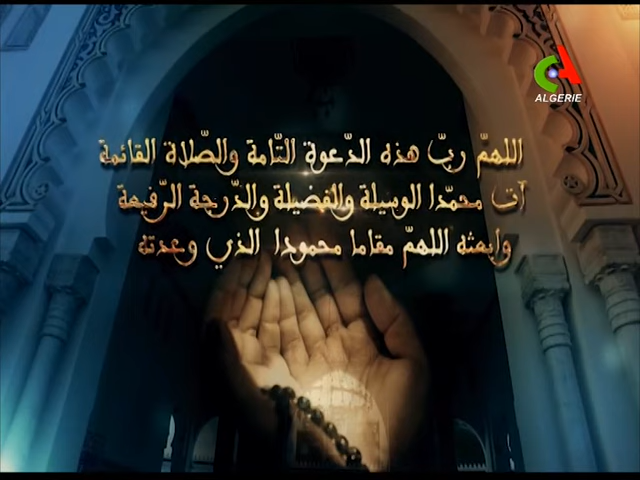 ALGERIE
اللهمّ ربّ هذه الدّعوة التّامة والصّلاة القائمة
آت محمّدا الوسيلة والفضيلة والدّرجة الرّفيعة
وابعثه اللهمّ مقاما محمودا الذي وعدته